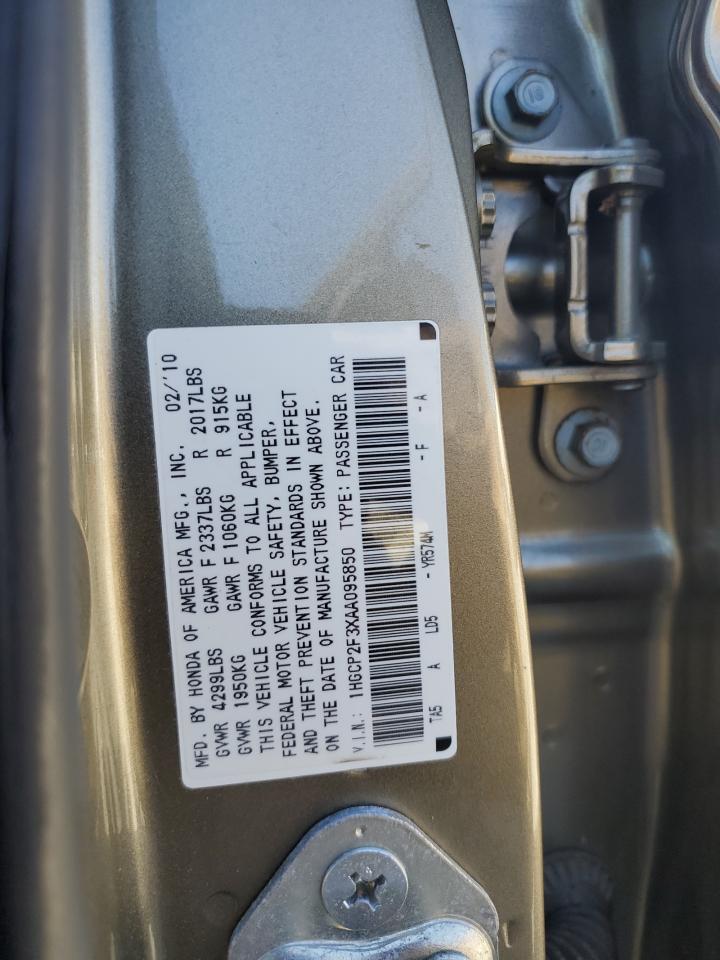 MFD. BY HONDA OF AMERICA MFG., INC. 02/'10
GVWR 4299LBS GAWR F 2337LBS R 2017LBS
GVWR 1950KG GAWR F 1060KG R 915KG
THIS VEHICLE CONFORMS TO ALL APPLICABLE
FEDERAL MOTOR VEHICLE SAFETY, BUMPER,
AND THEFT PREVENTION STANDARDS IN EFFECT
ON THE DATE OF MANUFACTURE SHOWN ABOVE.
V.I.N.: 1HGCP2F3XAA095850 TYPE: PASSENGER CAR
TA5 A LD5 - YR574M - F - A